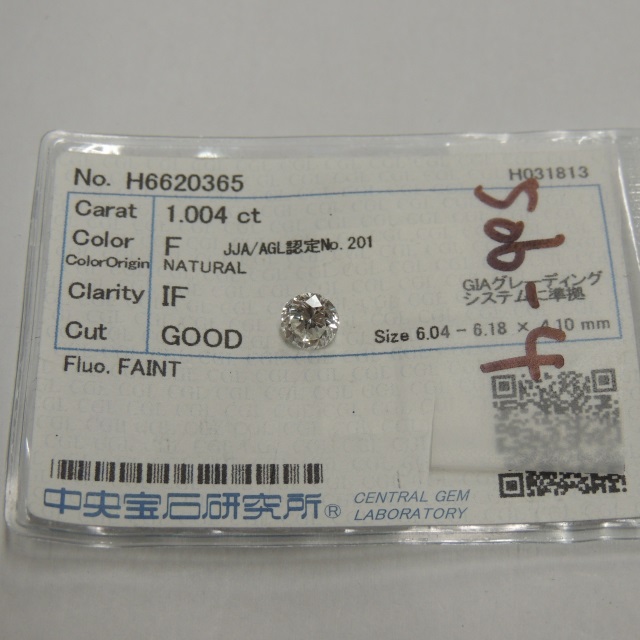 No. H6620365 H031813
Carat 1.004 ct
Color F JJA/AGL認定No. 201
ColorOrigin NATURAL
Clarity IF GIAグレーディング
システムに準拠
Cut GOOD Size 6.04 - 6.18 × 4.10 mm
Fluo. FAINT
中央宝石研究所® CENTRAL GEM
LABORATORY